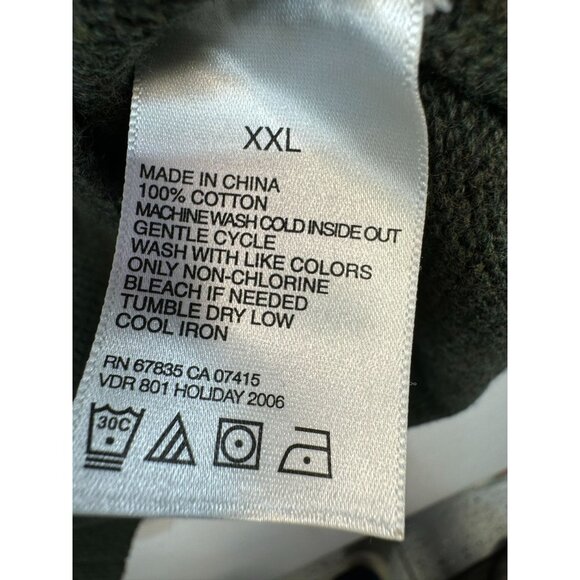 XXL
MADE IN CHINA
100% COTTON
MACHINE WASH COLD INSIDE OUT
GENTLE CYCLE
WASH WITH LIKE COLORS
ONLY NON-CHLORINE
BLEACH IF NEEDED
TUMBLE DRY LOW
COOL IRON
RN 67835 CA 07415
VDR 801 HOLIDAY 2006
30C